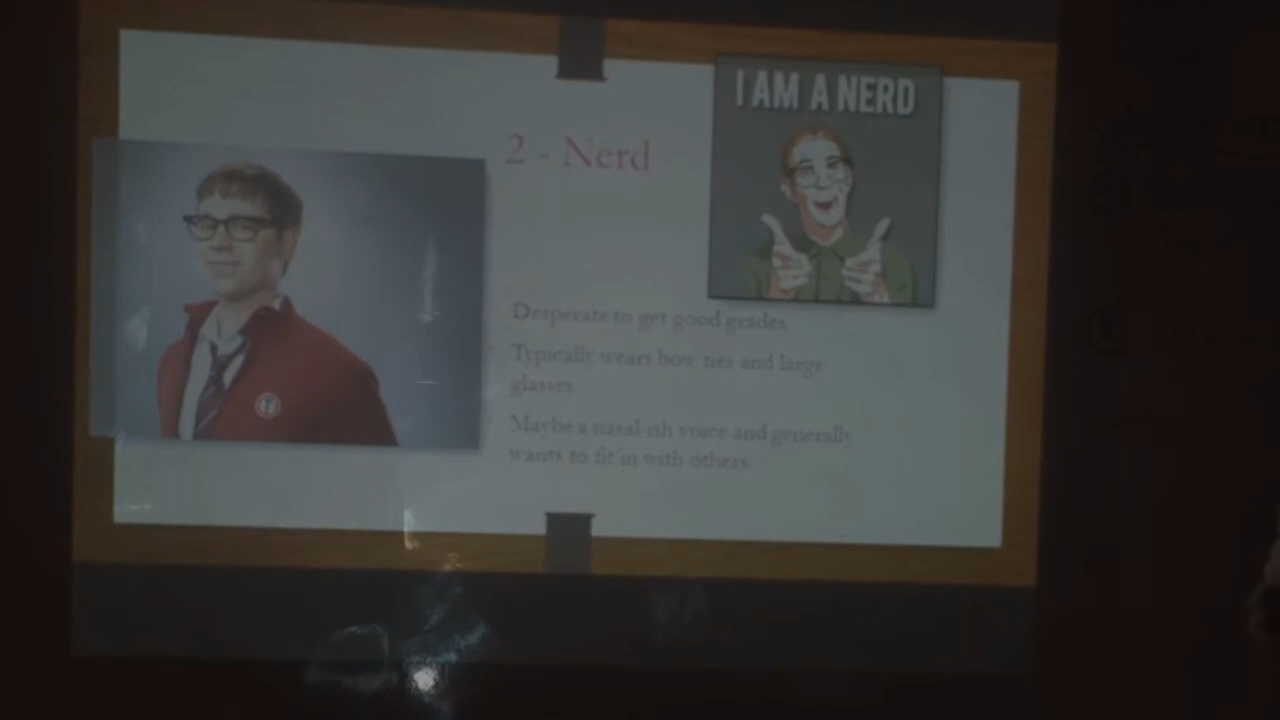 I AM A NERD
2 - Nerd
Desperate to get good grades
Typically wears bow ties and large
glasses.
Maybe a nasal-ish voice and generally
wants to fit in with others.